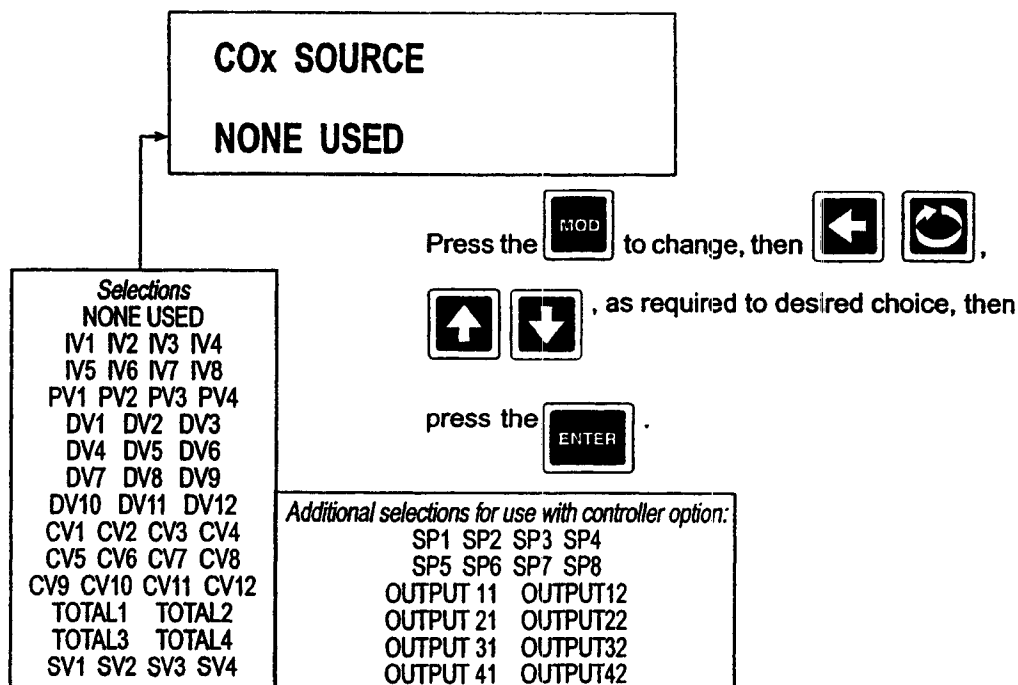 COx SOURCE
NONE USED
Press the MOD to change, then ,
, as required to desired choice, then
press the ENTER .
Selections
NONE USED
IV1 IV2 IV3 IV4
IV5 IV6 IV7 IV8
PV1 PV2 PV3 PV4
DV1 DV2 DV3
DV4 DV5 DV6
DV7 DV8 DV9
DV10 DV11 DV12
CV1 CV2 CV3 CV4
CV5 CV6 CV7 CV8
CV9 CV10 CV11 CV12
TOTAL1 TOTAL2
TOTAL3 TOTAL4
SV1 SV2 SV3 SV4
Additional selections for use with controller option:
SP1 SP2 SP3 SP4
SP5 SP6 SP7 SP8
OUTPUT 11 OUTPUT12
OUTPUT 21 OUTPUT22
OUTPUT 31 OUTPUT32
OUTPUT 41 OUTPUT42